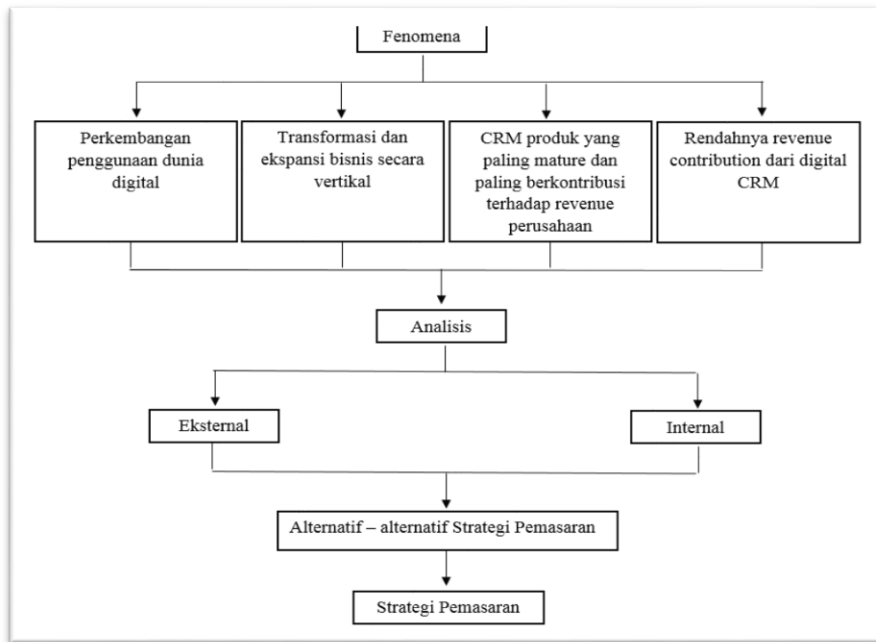 Fenomena
Perkembangan
penggunaan dunia
digital
Transformasi dan
ekspansi bisnis secara
vertikal
CRM produk yang
paling mature dan
paling berkontribusi
terhadap revenue
perusahaan
Rendahnya revenue
contribution dari digital
CRM
Analisis
Eksternal
Internal
Alternatif – alternatif Strategi Pemasaran
Strategi Pemasaran